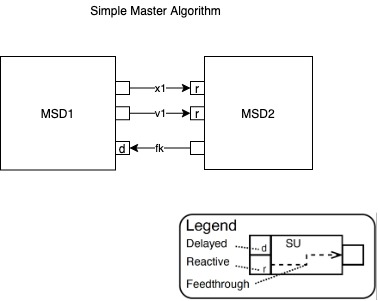 Simple Master Algorithm
MSD1
x1
r
MSD2
v1
r
d
fk
Legend
Delayed
d
SU
Reactive
r
Feedthrough